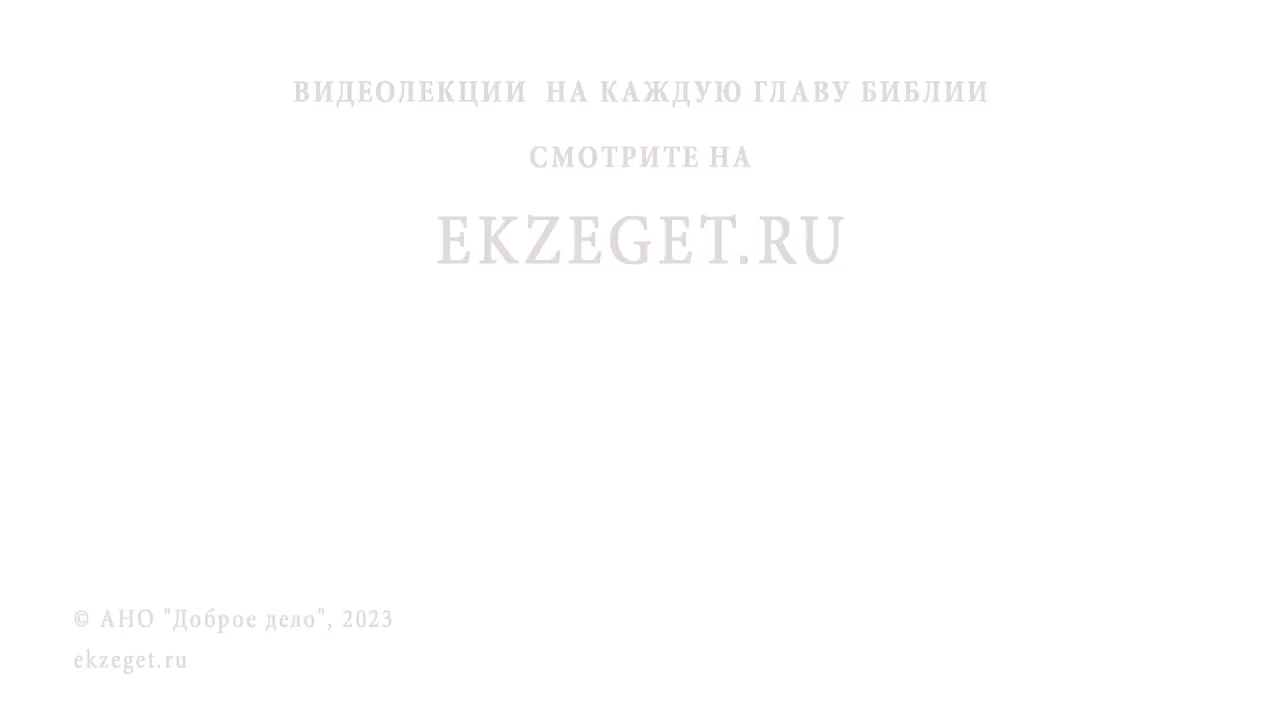 ВИДЕОЛЕКЦИИ НА КАЖДУЮ ГЛАВУ БИБЛИИ
СМОТРИТЕ НА
EKZEGET.RU
© АНО "Доброе дело", 2023
ekzeget.ru